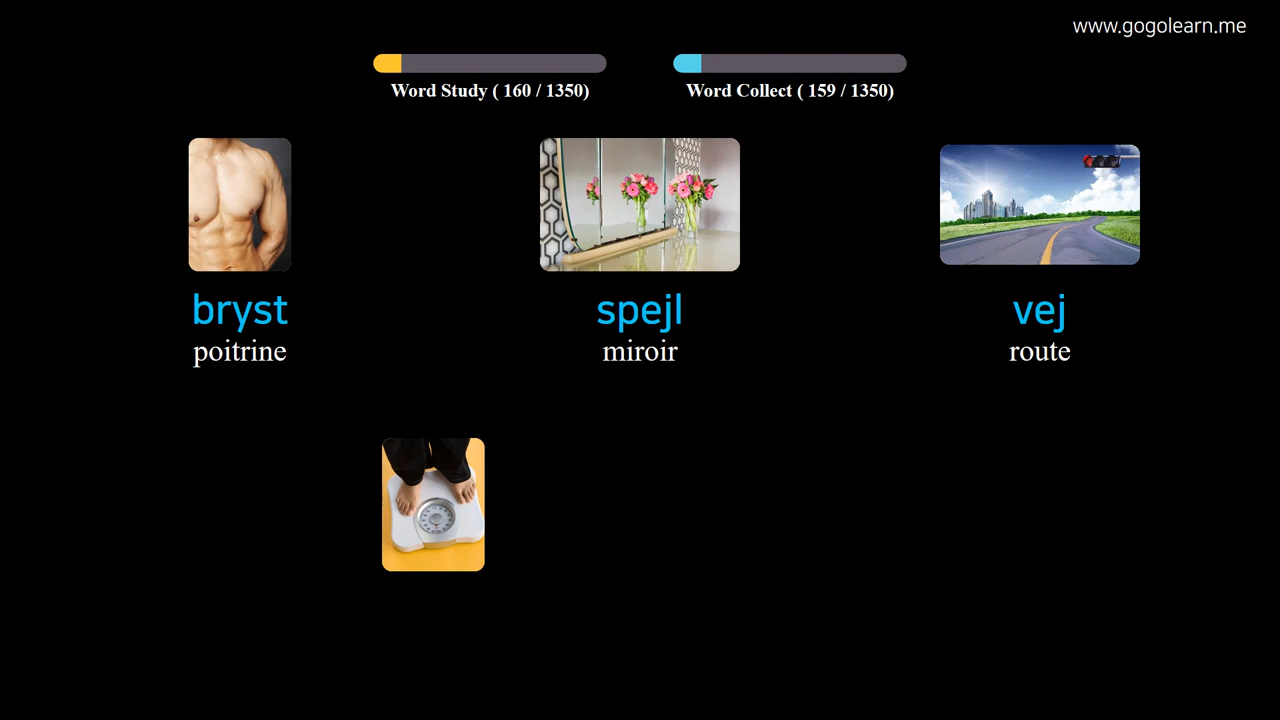 www.gogolearn.me
Word Study ( 160 / 1350)
Word Collect ( 159 / 1350)
bryst
spejl
vej
poitrine
miroir
route